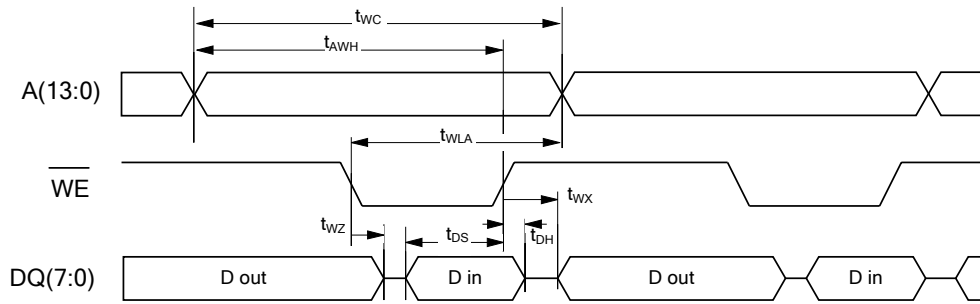 tWC
tAWH
A(13:0)
tWLA
WE
tWX
tWZ
tDS
tDH
DQ(7:0)
D out
D in
D out
D in